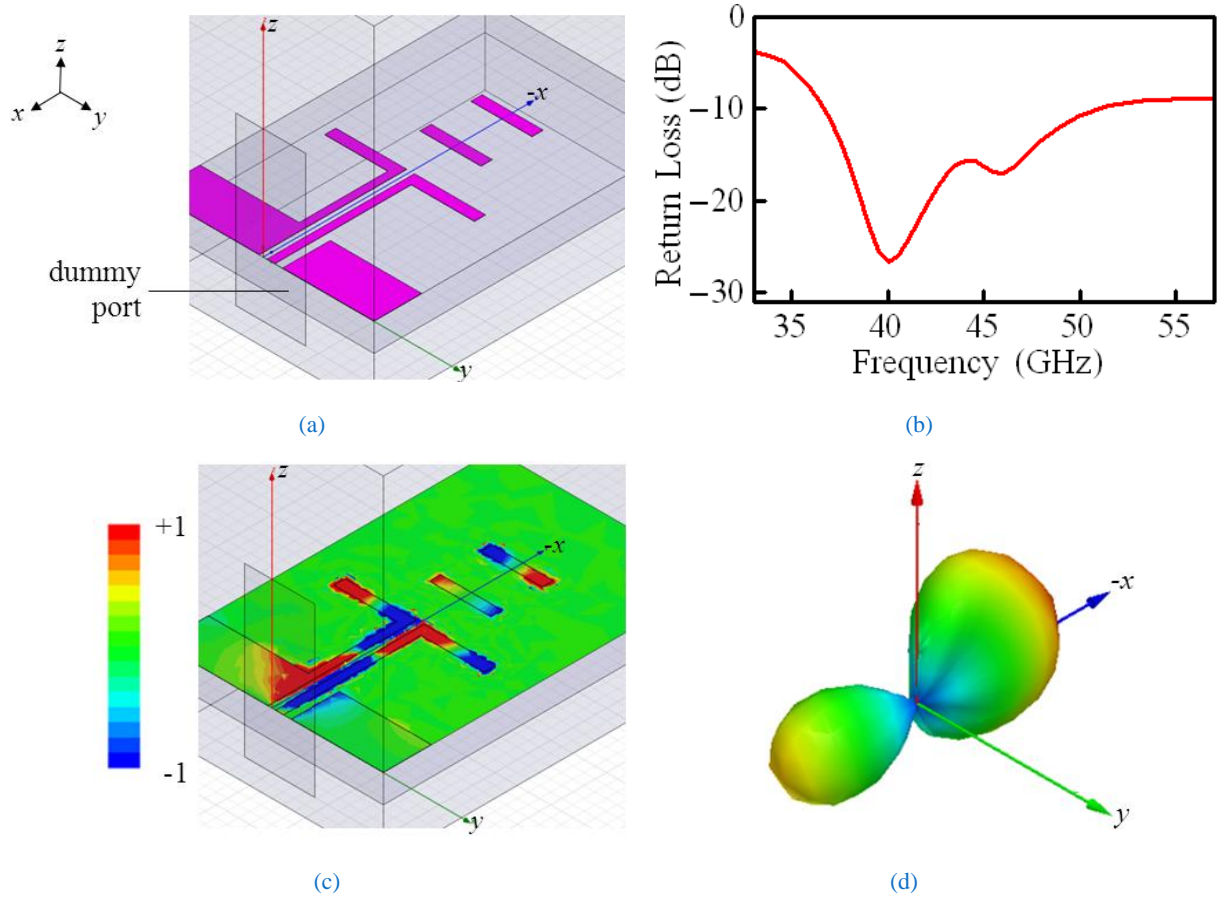 z
x
y
z
-x
dummy
port
y
(a)
Return Loss (dB)
0
−10
−20
−30
35
40
45
50
55
Frequency (GHz)
(b)
+1
-1
z
-x
y
(c)
z
-x
y
(d)